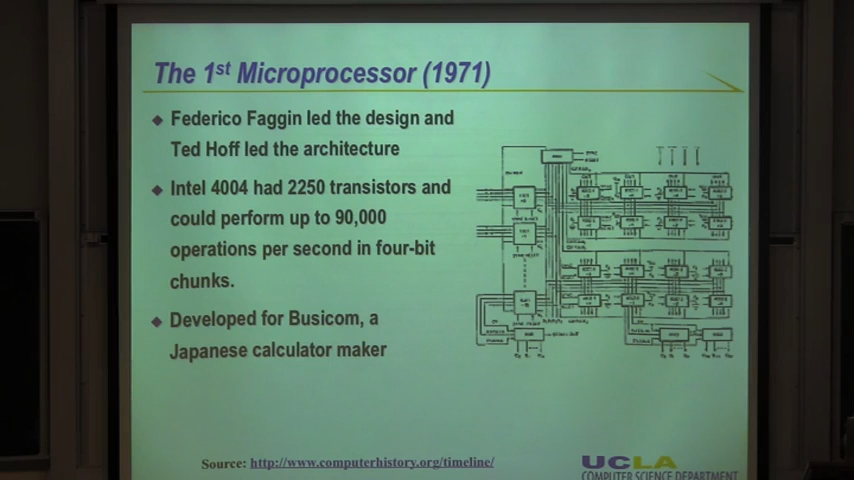 The 1st Microprocessor (1971)
Federico Faggin led the design and
Ted Hoff led the architecture
Intel 4004 had 2250 transistors and
could perform up to 90,000
operations per second in four-bit
chunks.
Developed for Busicom, a
Japanese calculator maker
Source: http://www.computerhistory.org/timeline/
UCLA
COMPUTER SCIENCE DEPARTMENT